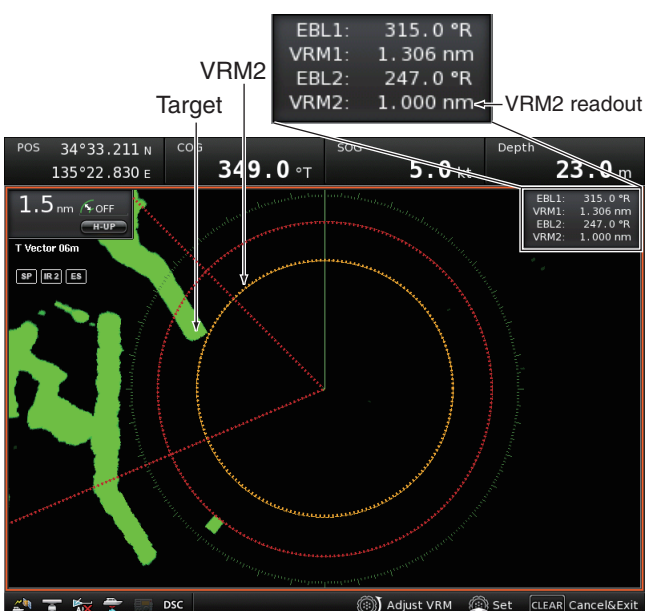 EBL1: 315.0 °R
VRM1: 1.306 nm
EBL2: 247.0 °R
VRM2: 1.000 nm
VRM2 readout
VRM2
Target
POS 34°33.211 N
135°22.830 E
COG 349.0 °T
SOG 5.0 kt
Depth 23.0 m
1.5 nm OFF
H-UP
T Vector 06m
SP IR 2 ES
EBL1: 315.0 °R
VRM1: 1.306 nm
EBL2: 247.0 °R
VRM2: 1.000 nm
AIS DSC Adjust VRM Set CLEAR Cancel&Exit